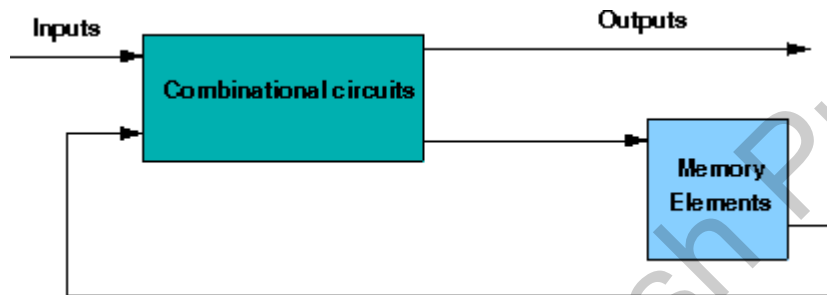 Inputs
Outputs
Combinational circuits
Memory
Elements